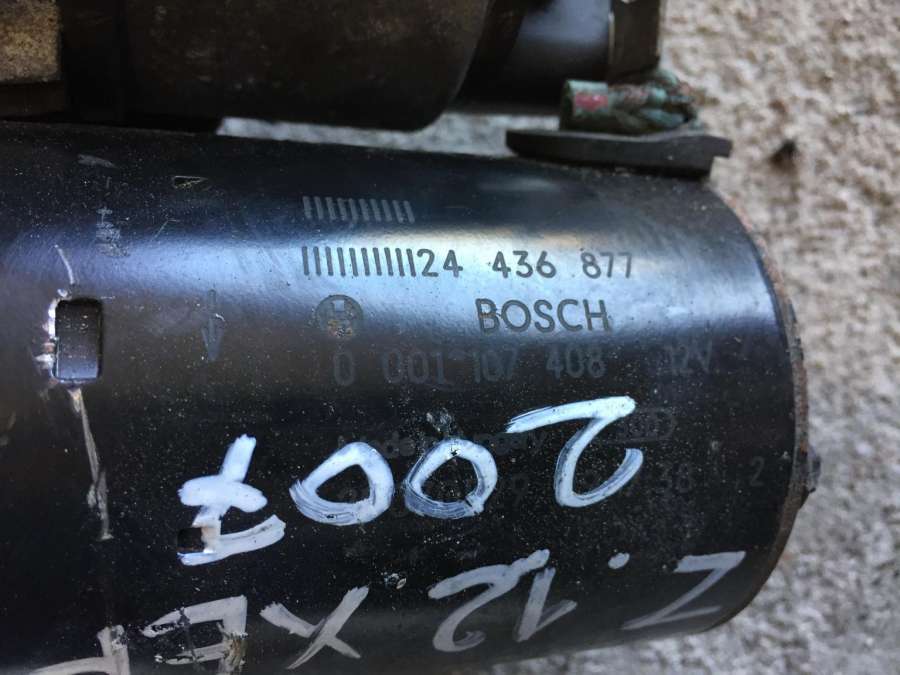 24 436 877
BOSCH
0 001 107 408 12V
2007
Z.12 XEP